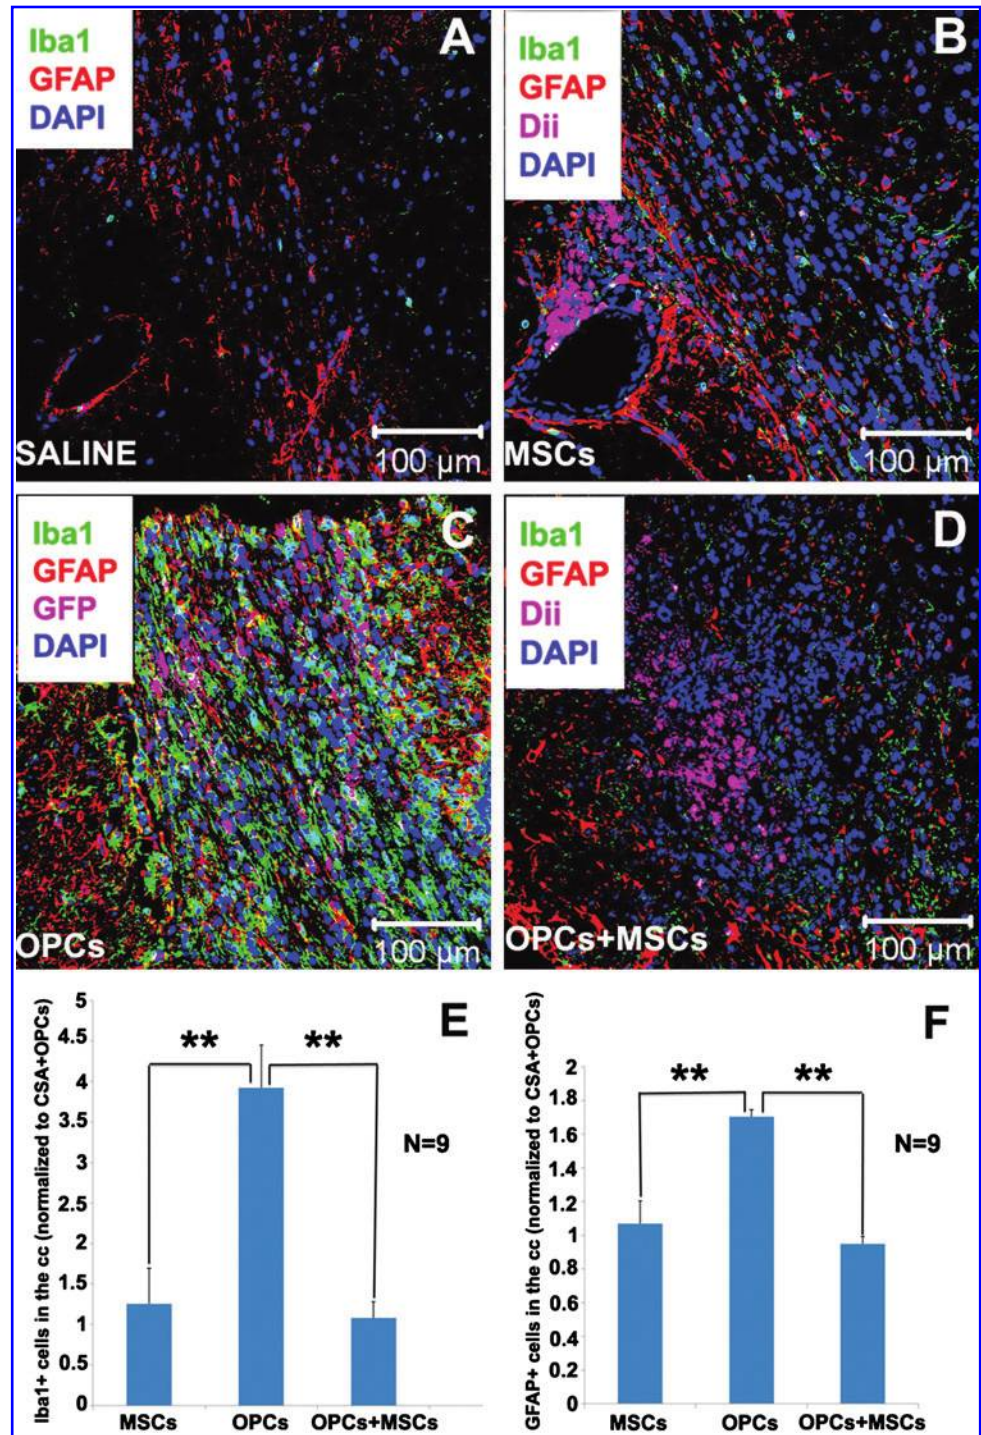 Iba1
GFAP
DAPI
A
SALINE
100 µm
Iba1
GFAP
Dii
DAPI
B
MSCs
100 µm
Iba1
GFAP
GFP
DAPI
C
OPCs
100 µm
Iba1
GFAP
Dii
DAPI
D
OPCs+MSCs
100 µm
E
Iba1+ cells in the cc (normalized to CSA+OPCs)
5
4.5
4
3.5
3
2.5
2
1.5
1
0.5
0
**
**
N=9
MSCs
OPCs
OPCs+MSCs
F
GFAP+ cells in the cc (normalized to CSA+OPCs)
2
1.8
1.6
1.4
1.2
1
0.8
0.6
0.4
0.2
0
**
**
N=9
MSCs
OPCs
OPCs+MSCs